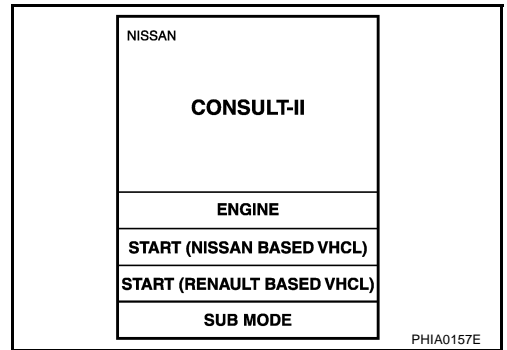 NISSAN
CONSULT-II
ENGINE
START (NISSAN BASED VHCL)
START (RENAULT BASED VHCL)
SUB MODE
PHIA0157E